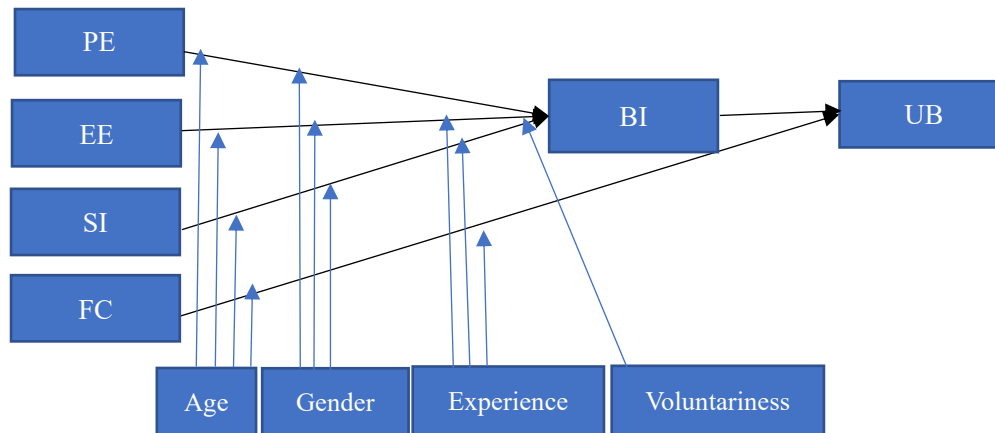 PE
EE
SI
FC
BI
UB
Age
Gender
Experience
Voluntariness